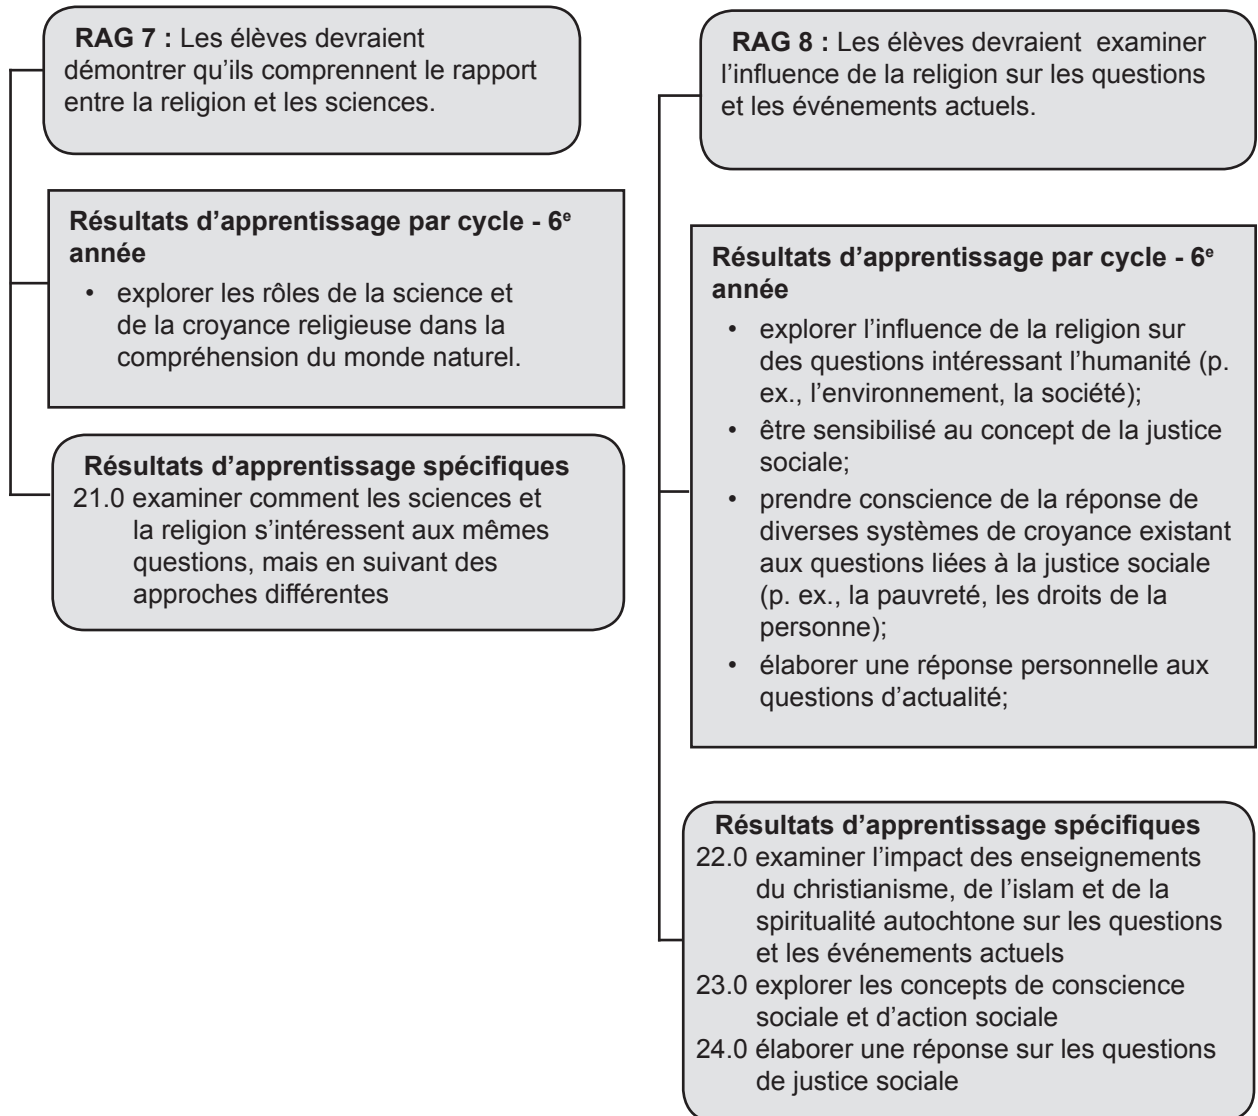 RAG 7 : Les élèves devraient
démontrer qu'ils comprennent le rapport
entre la religion et les sciences.
Résultats d'apprentissage par cycle - 6e
année
• explorer les rôles de la science et
de la croyance religieuse dans la
compréhension du monde naturel.
Résultats d'apprentissage spécifiques
21.0 examiner comment les sciences et
la religion s'intéressent aux mêmes
questions, mais en suivant des
approches différentes
RAG 8 : Les élèves devraient examiner
l'influence de la religion sur les questions
et les événements actuels.
Résultats d'apprentissage par cycle - 6e
année
• explorer l'influence de la religion sur
des questions intéressant l'humanité (p.
ex., l'environnement, la société);
• être sensibilisé au concept de la justice
sociale;
• prendre conscience de la réponse de
diverses systèmes de croyance existant
aux questions liées à la justice sociale
(p. ex., la pauvreté, les droits de la
personne);
• élaborer une réponse personnelle aux
questions d'actualité;
Résultats d'apprentissage spécifiques
22.0 examiner l'impact des enseignements
du christianisme, de l'islam et de la
spiritualité autochtone sur les questions
et les événements actuels
23.0 explorer les concepts de conscience
sociale et d'action sociale
24.0 élaborer une réponse sur les questions
de justice sociale